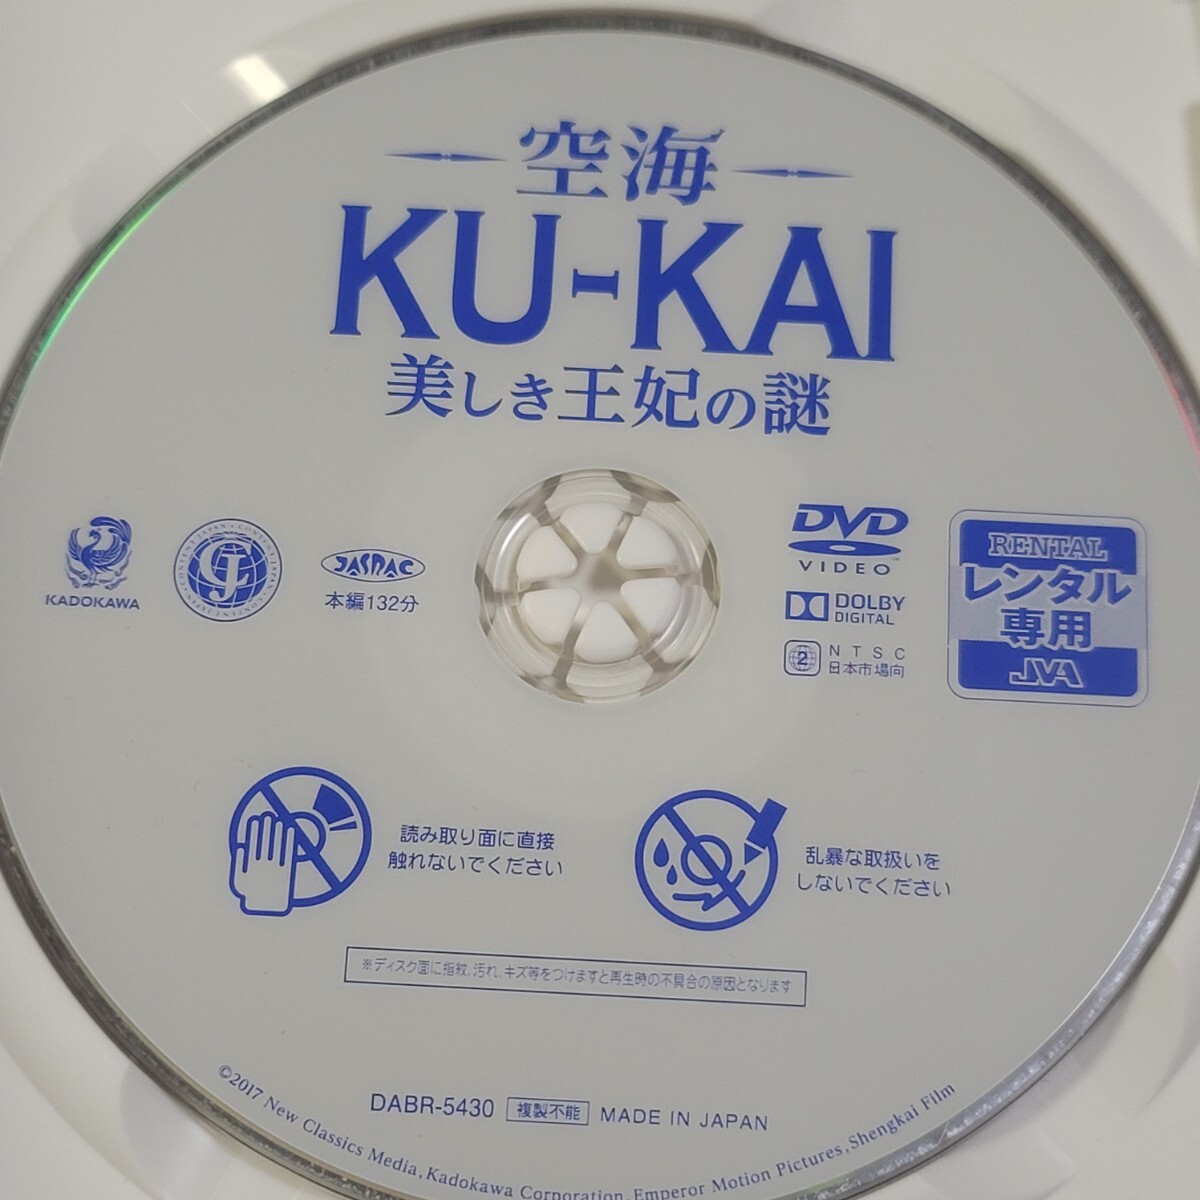 空海
KU-KAI
美しき王妃の謎
KADOKAWA
CONTENT JAPAN
CJ
JASRAC
本編132分
DVD
VIDEO
DOLBY
DIGITAL
2
NTSC
日本市場向
RENTAL
レンタル
専用
JVA
読み取り面に直接
触れないでください
乱暴な取扱いを
しないでください
※ディスク面に指紋、汚れ、キズ等をつけますと再生時の不具合の原因となります
DABR-5430 複製不能 MADE IN JAPAN
©2017 New Classics Media, Kadokawa Corporation, Emperor Motion Pictures, Shengkai Film